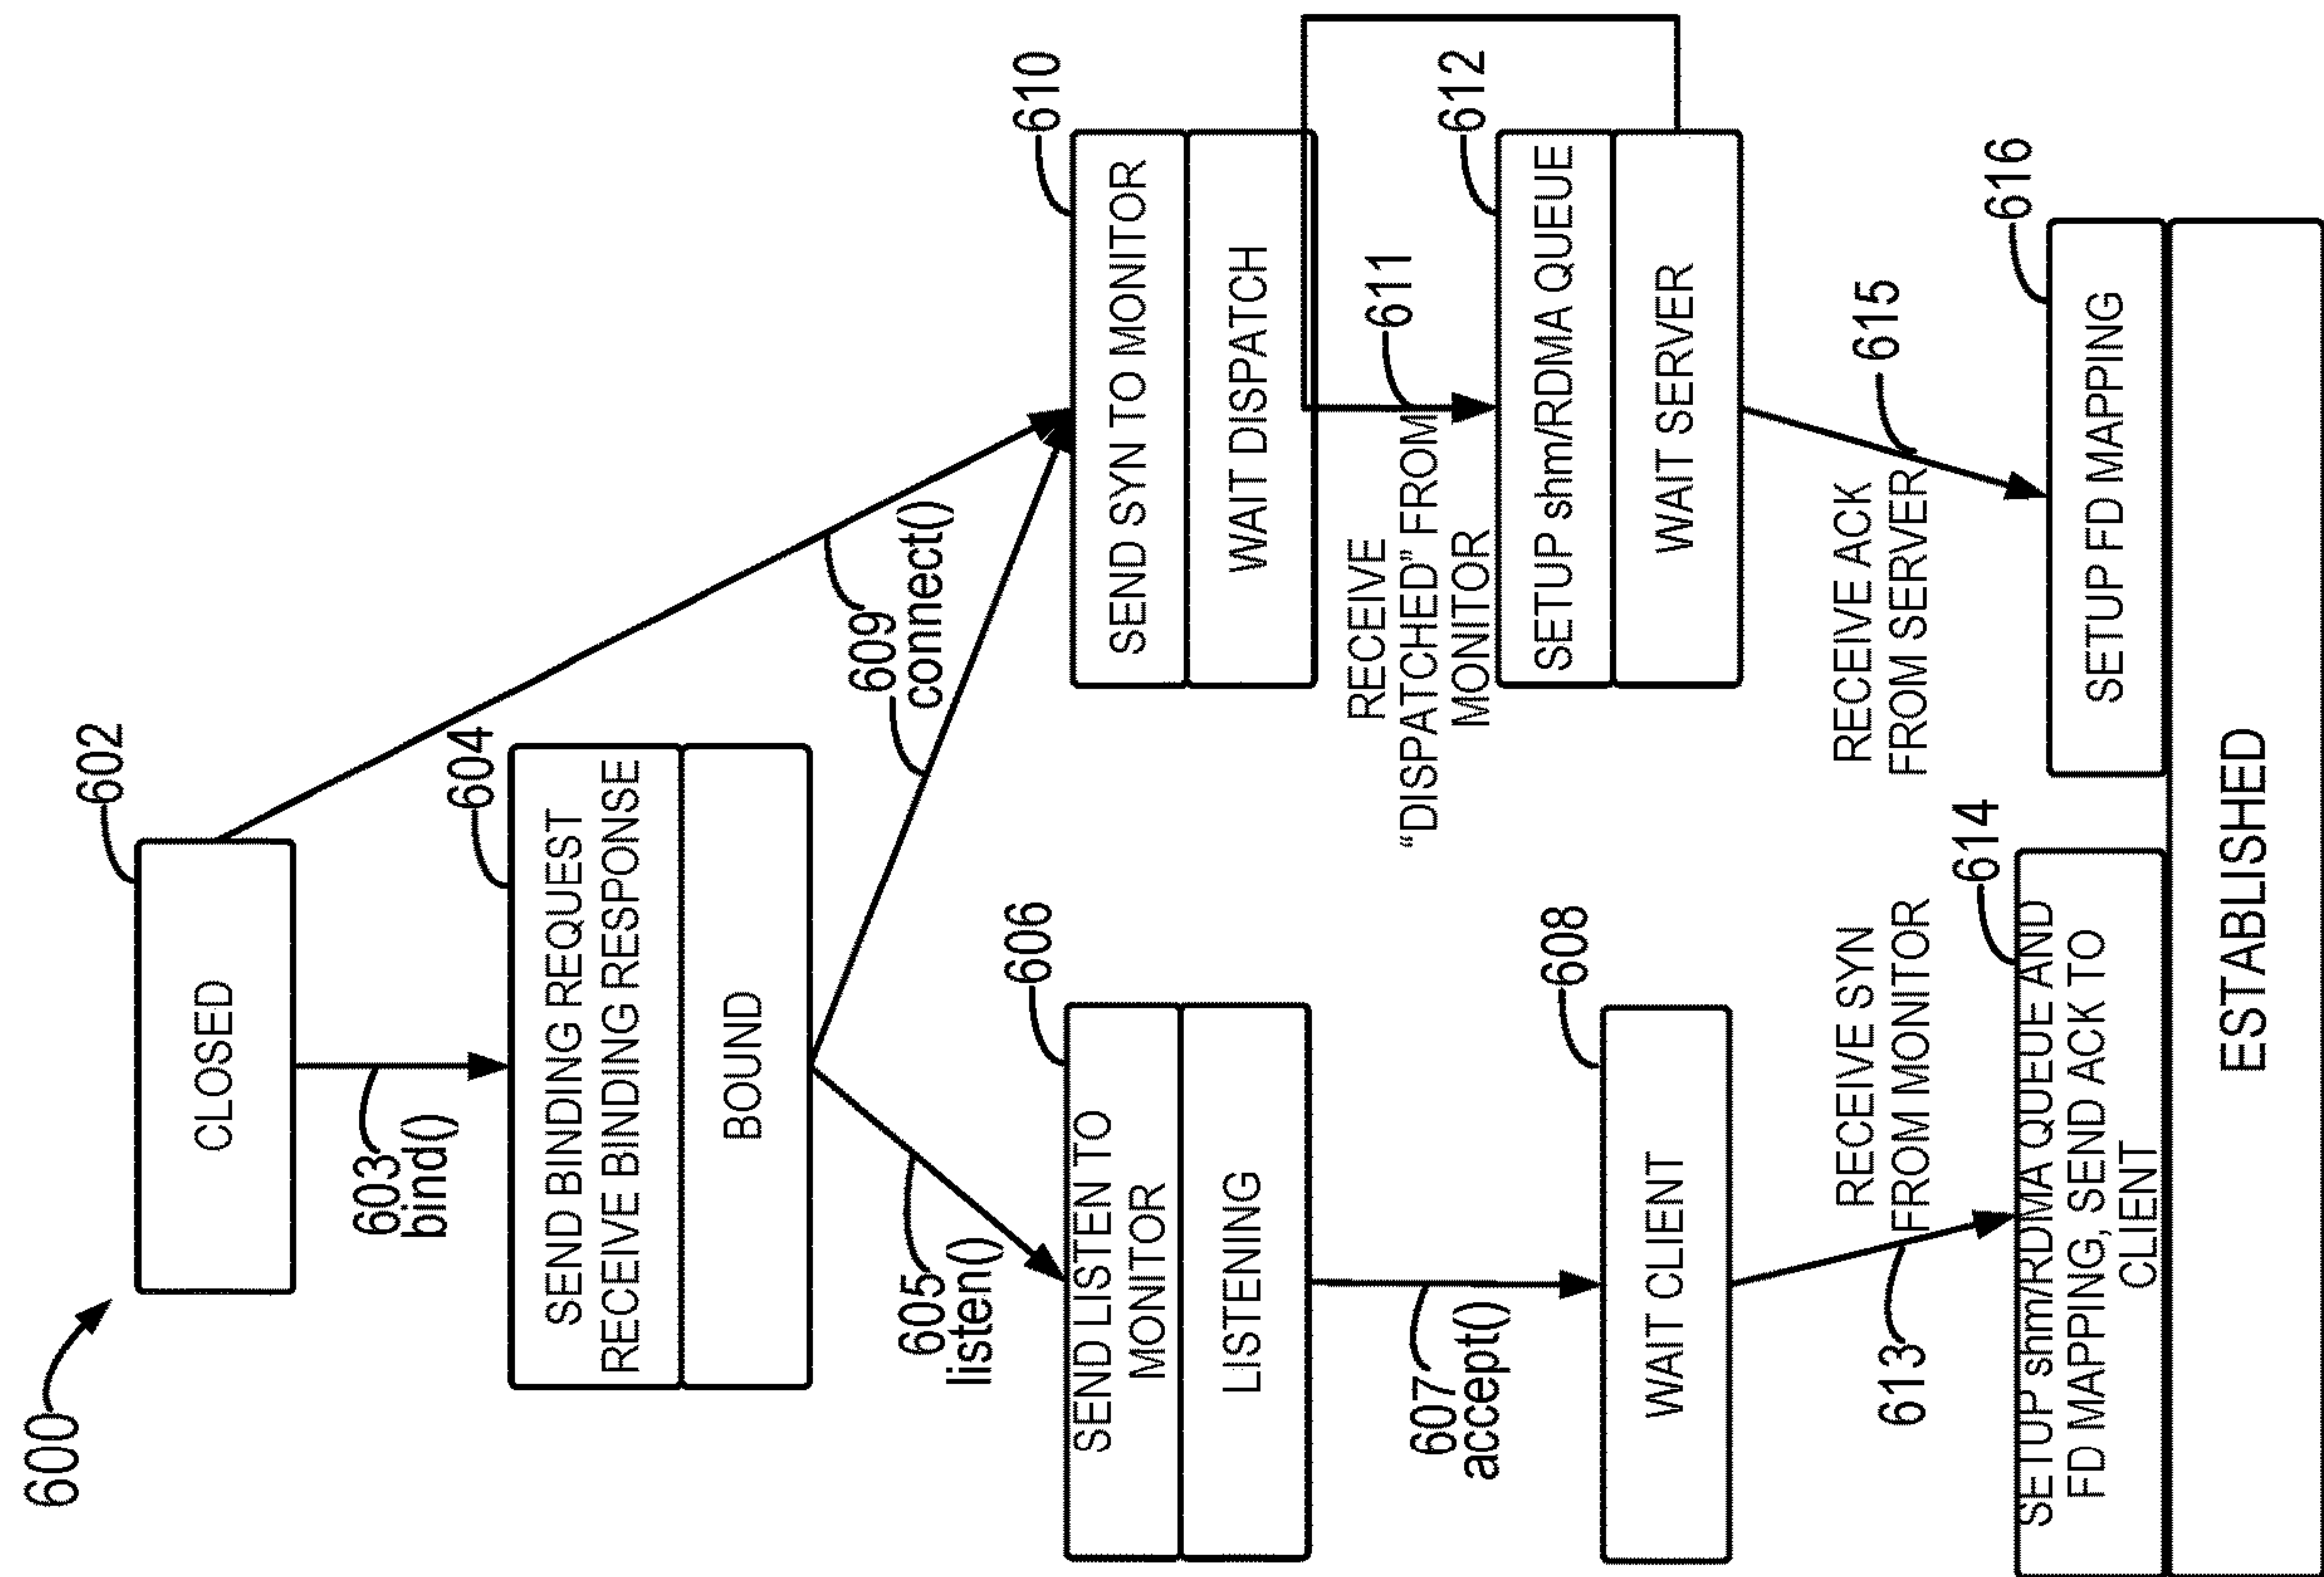 600
602
CLOSED
603
bind()
604
SEND BINDING REQUEST
RECEIVE BINDING RESPONSE
BOUND
609
connect()
605
listen()
606
SEND LISTEN TO
MONITOR
LISTENING
610
SEND SYN TO MONITOR
WAIT DISPATCH
607
accept()
611
RECEIVE
“DISPATCHED” FROM
MONITOR
608
WAIT CLIENT
612
SETUP shm/RDMA QUEUE
WAIT SERVER
613
RECEIVE SYN
FROM MONITOR
615
RECEIVE ACK
FROM SERVER
614
SETUP shm/RDMA QUEUE AND
FD MAPPING, SEND ACK TO
CLIENT
616
SETUP FD MAPPING
ESTABLISHED